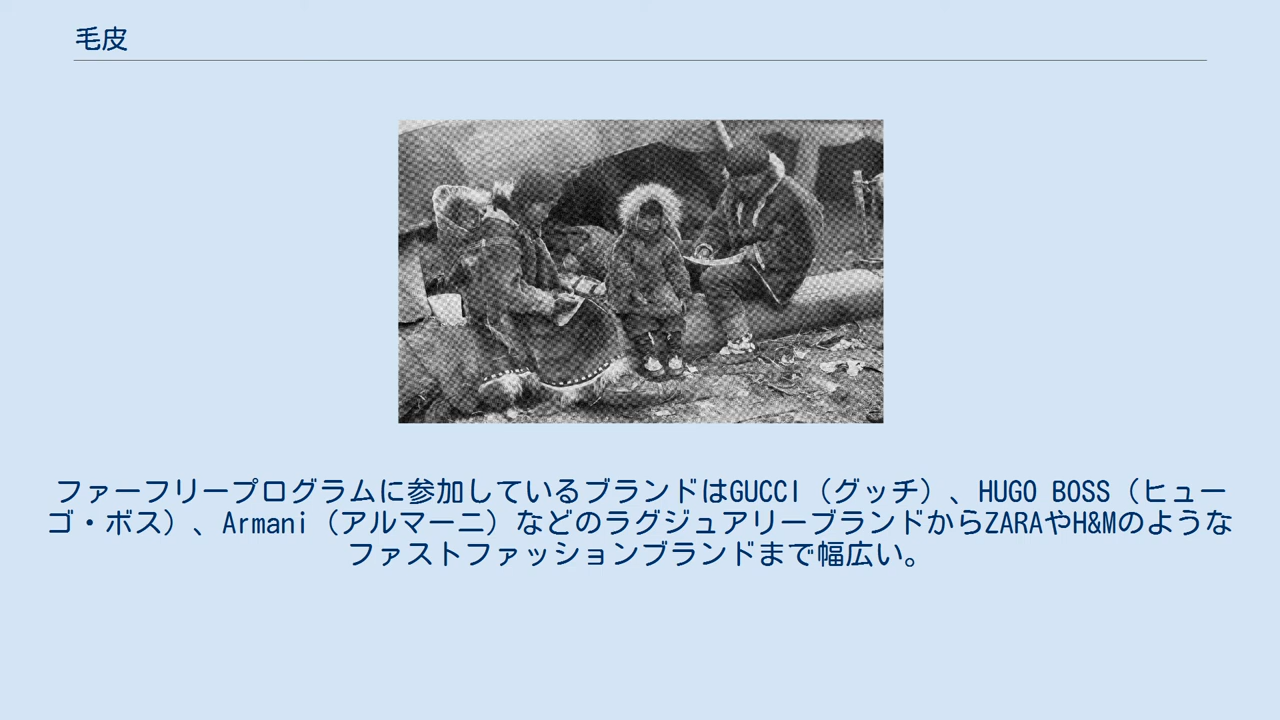 毛皮
ファーフリープログラムに参加しているブランドはGUCCI（グッチ）、HUGO BOSS（ヒュー
ゴ・ボス）、Armani（アルマーニ）などのラグジュアリーブランドからZARAやH&Mのような
ファストファッションブランドまで幅広い。